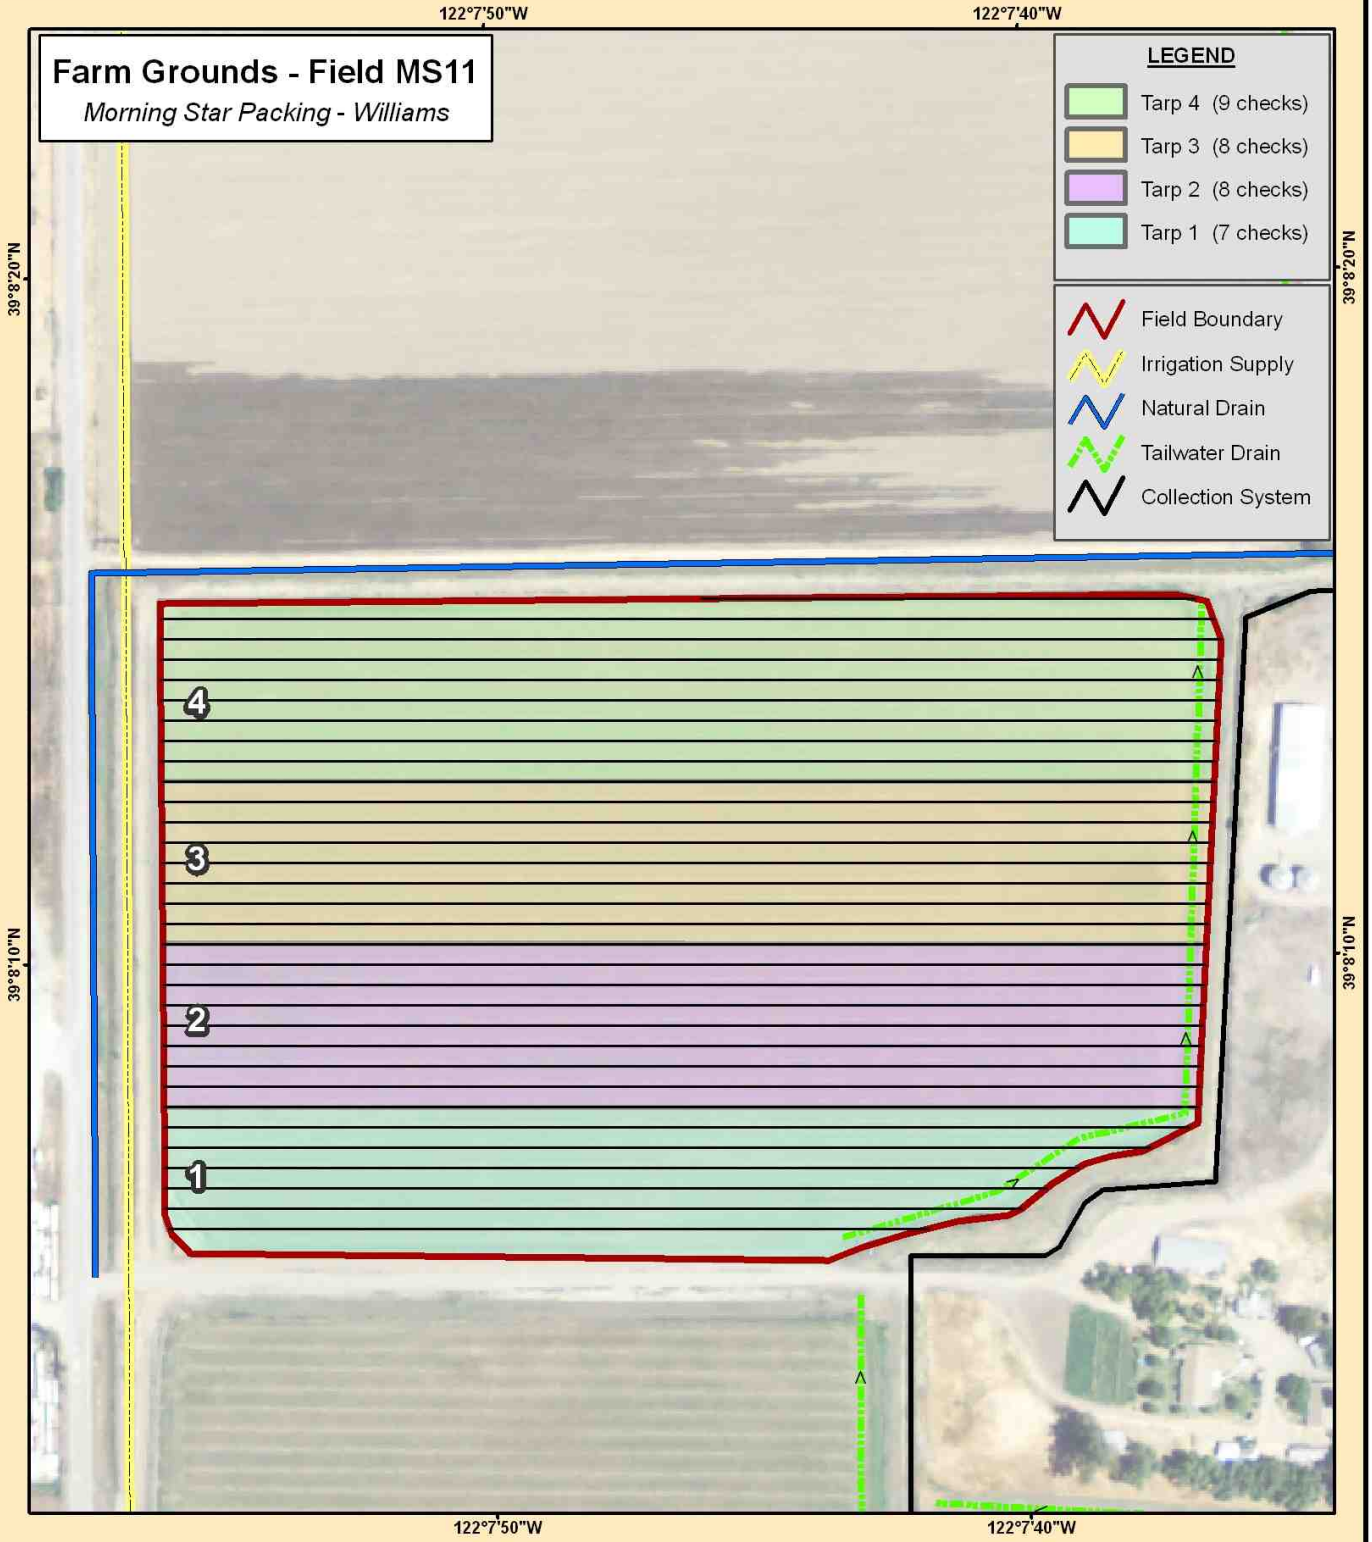 122°7'50"W 122°7'40"W
Farm Grounds - Field MS11
Morning Star Packing - Williams
LEGEND
Tarp 4 (9 checks)
Tarp 3 (8 checks)
Tarp 2 (8 checks)
Tarp 1 (7 checks)
39°8'20"N 39°8'20"N
Field Boundary
Irrigation Supply
Natural Drain
Tailwater Drain
Collection System
4
3
39°8'10"N 39°8'10"N
2
1
122°7'50"W 122°7'40"W